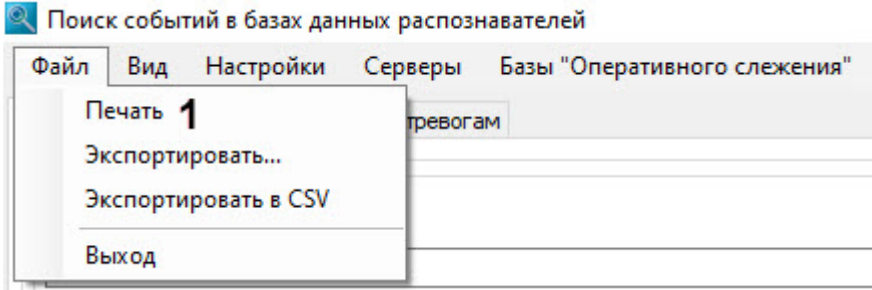 Поиск событий в базах данных распознавателей
Файл Вид Настройки Серверы Базы "Оперативного слежения"
Печать 1
тревогам
Экспортировать...
Экспортировать в CSV
Выход